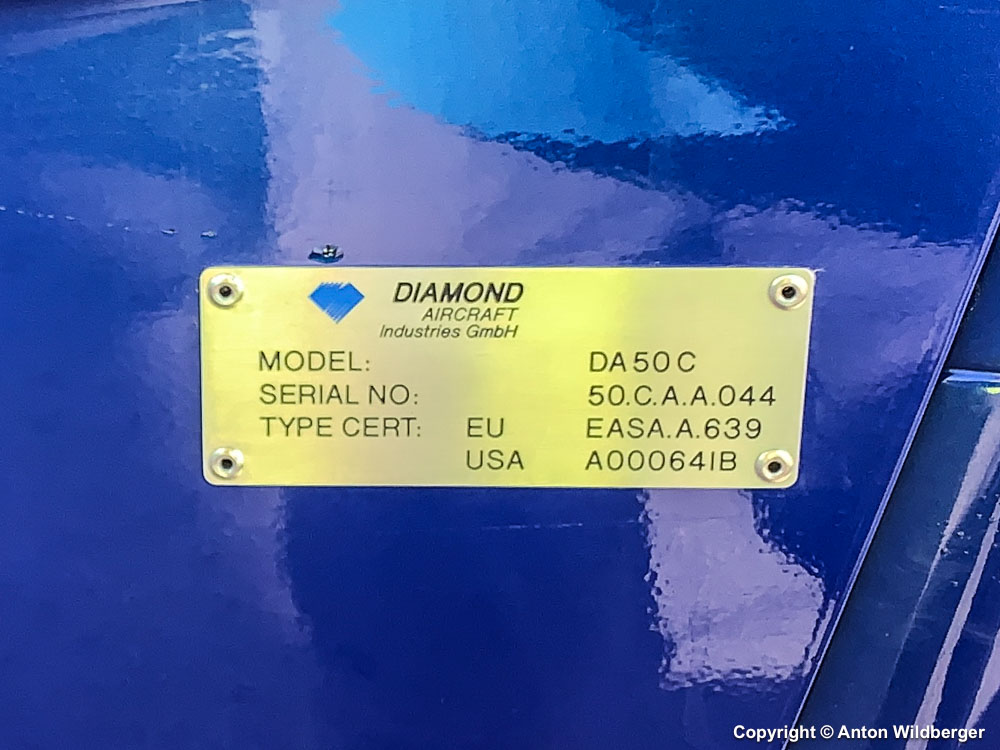 DIAMOND
AIRCRAFT
Industries GmbH
MODEL: DA50 C
SERIAL NO: 50.C.A.A.044
TYPE CERT: EU EASA.A.639
USA A00064IB
Copyright © Anton Wildberger